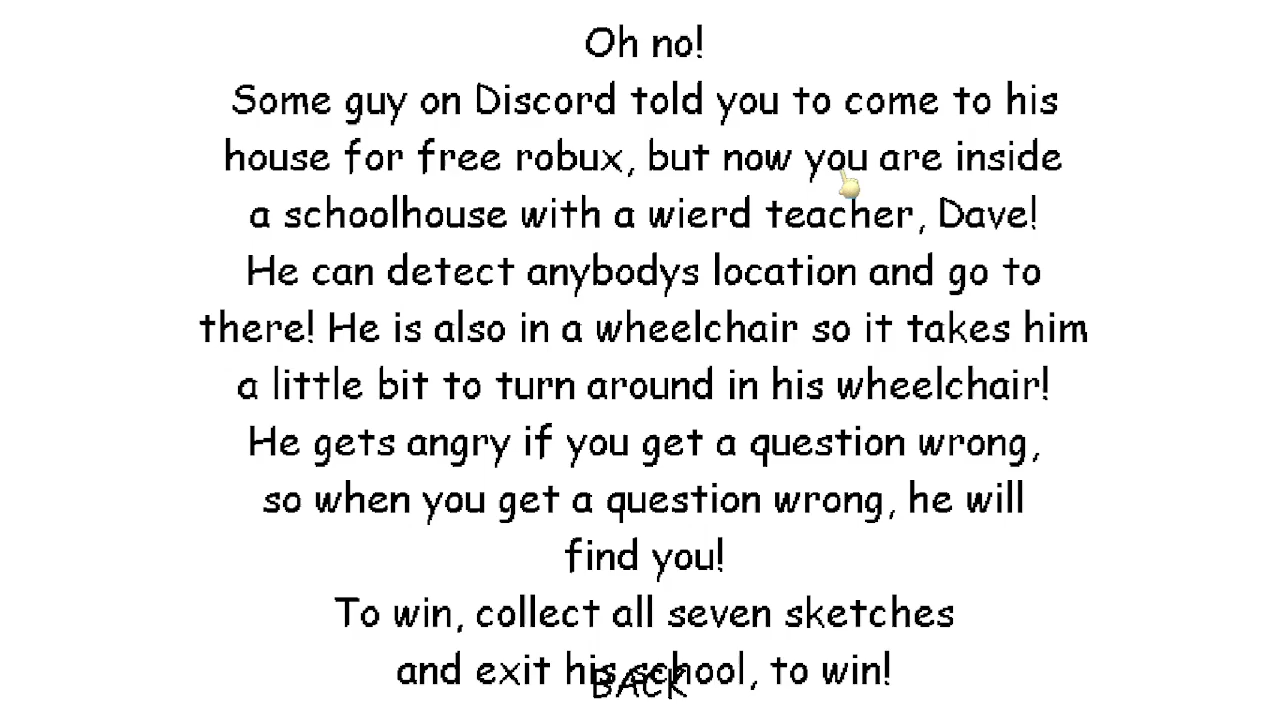 Oh no!
Some guy on Discord told you to come to his
house for free robux, but now you are inside
a schoolhouse with a wierd teacher, Dave!
He can detect anybodys location and go to
there! He is also in a wheelchair so it takes him
a little bit to turn around in his wheelchair!
He gets angry if you get a question wrong,
so when you get a question wrong, he will
find you!
To win, collect all seven sketches
and exit his school, to win!
BACK